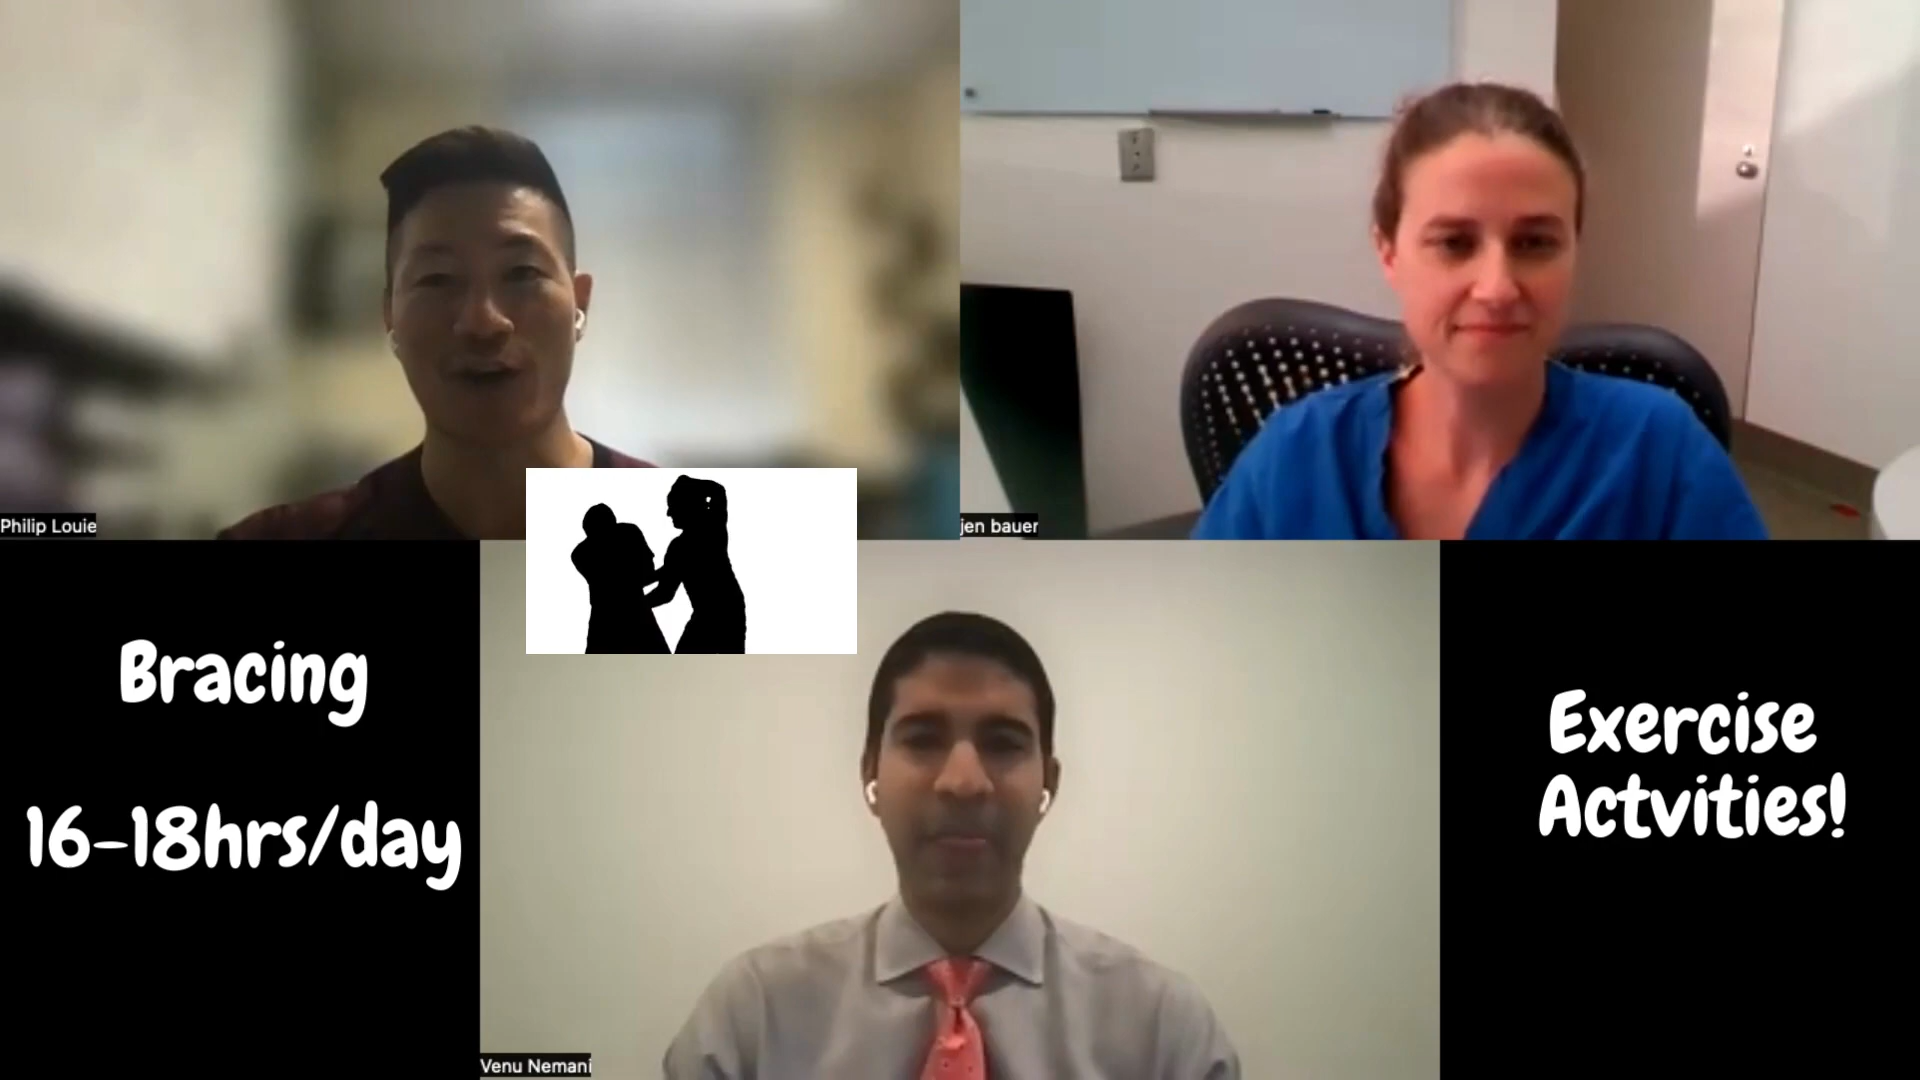 Philip Louie
jen bauer
Bracing
16-18hrs/day
Exercise
Actvities!
Venu Nemani